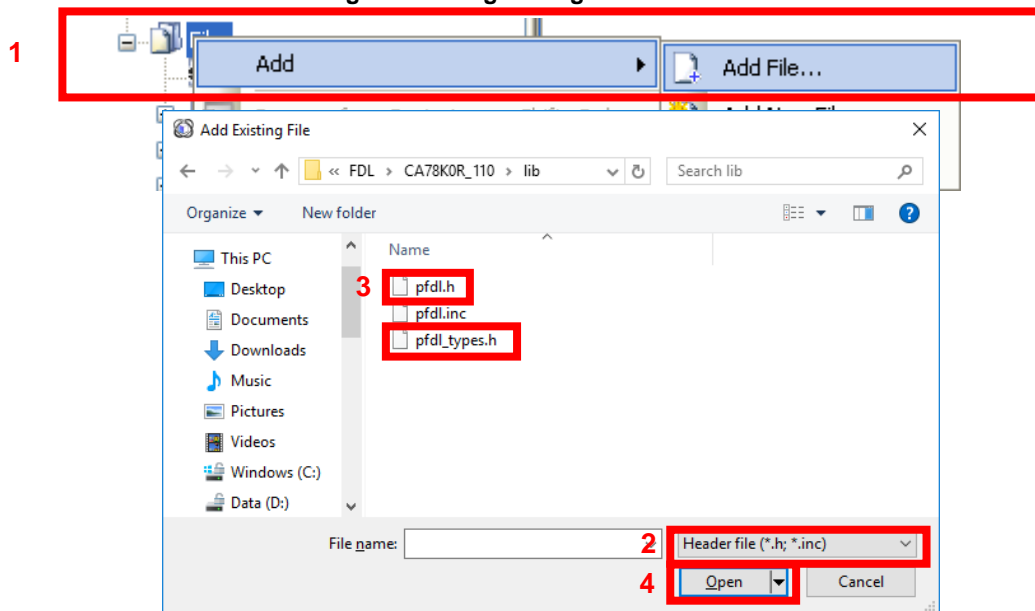 1
Add
Add File...
Add Existing File
« FDL > CA78K0R_110 > lib
Search lib
Organize
New folder
This PC
Desktop
Documents
Downloads
Music
Pictures
Videos
Windows (C:)
Data (D:)
Name
3
pfdl.h
pfdl.inc
pfdl_types.h
File name:
2
Header file (*.h; *.inc)
4
Open
Cancel